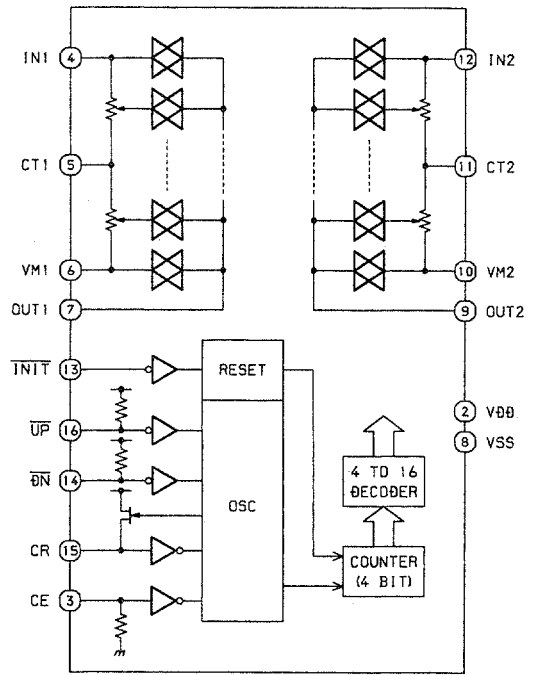 IN1 4 12 IN2
CT1 5 11 CT2
VM1 6 10 VM2
OUT1 7 9 OUT2
INIT 13 RESET
UP 16 2 VDD
8 VSS
DN 14 4 TO 16
DECODER
OSC
CR 15 COUNTER
(4 BIT)
CE 3